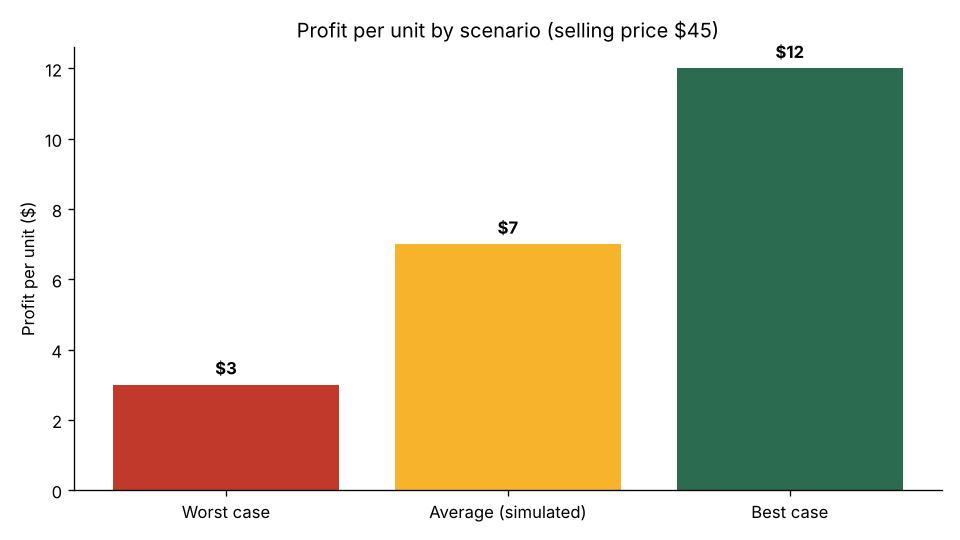 Profit per unit by scenario (selling price $45)
$12
12
10
8
$7
6
4
$3
2
0
Profit per unit ($)
Worst case
Average (simulated)
Best case